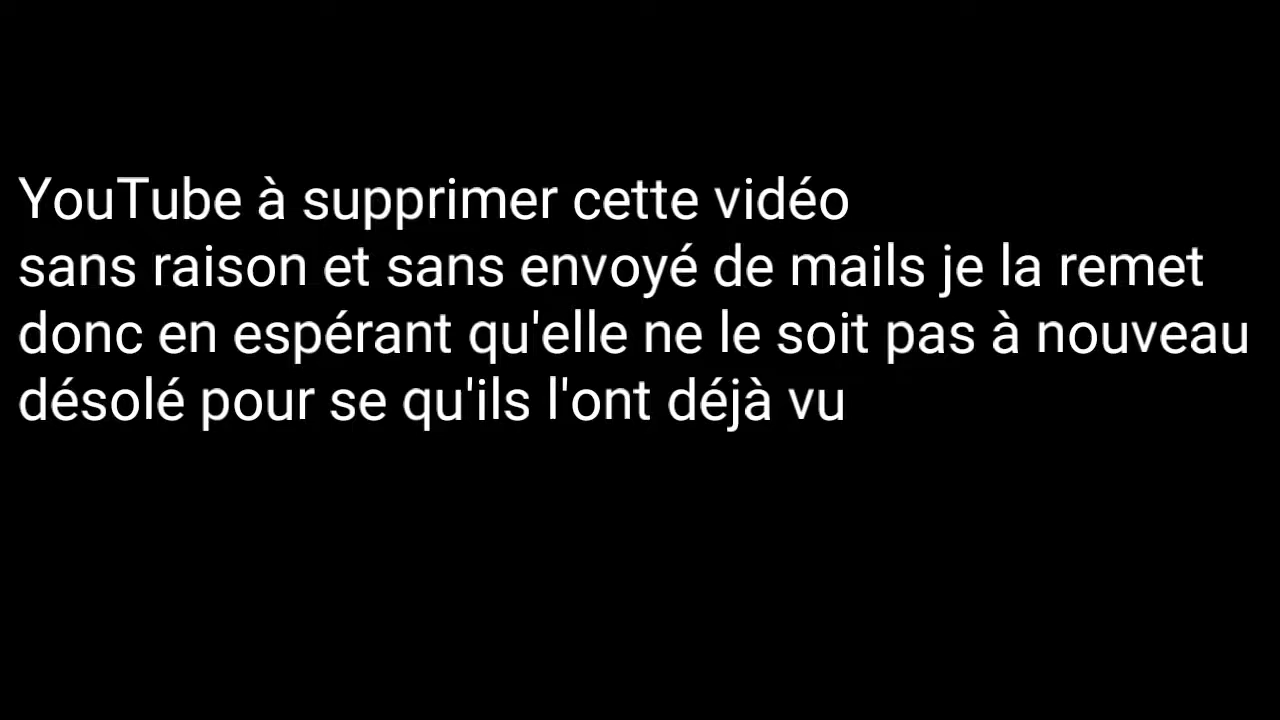 YouTube à supprimer cette vidéo
sans raison et sans envoyé de mails je la remet
donc en espérant qu'elle ne le soit pas à nouveau
désolé pour se qu'ils l'ont déjà vu